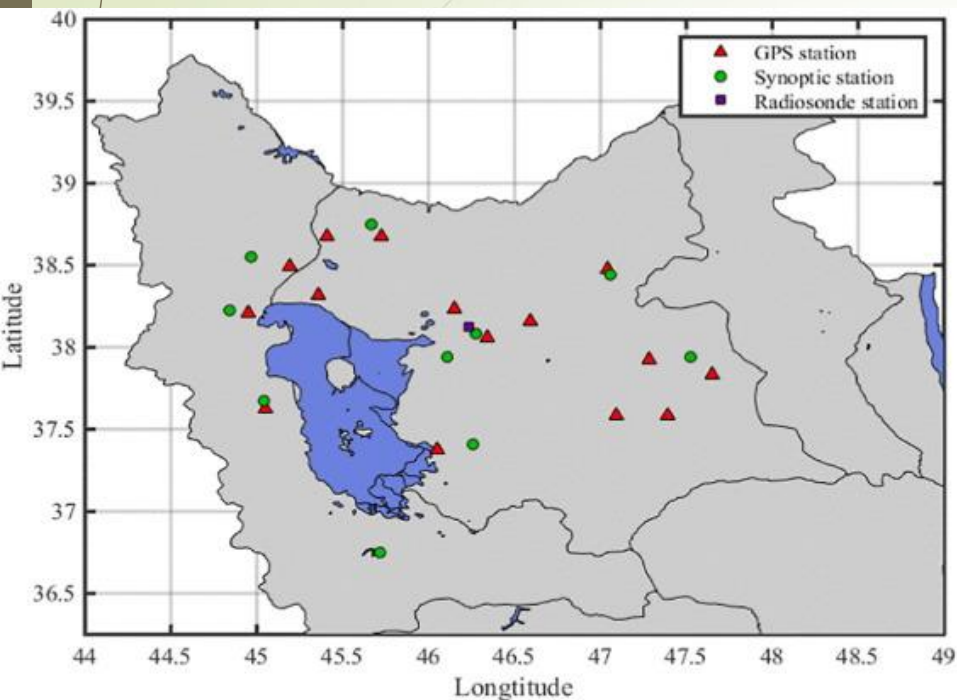 40
39.5
39
38.5
38
37.5
37
36.5
Latitude
GPS station
Synoptic station
Radiosonde station
44 44.5 45 45.5 46 46.5 47 47.5 48 48.5 49
Longtitude